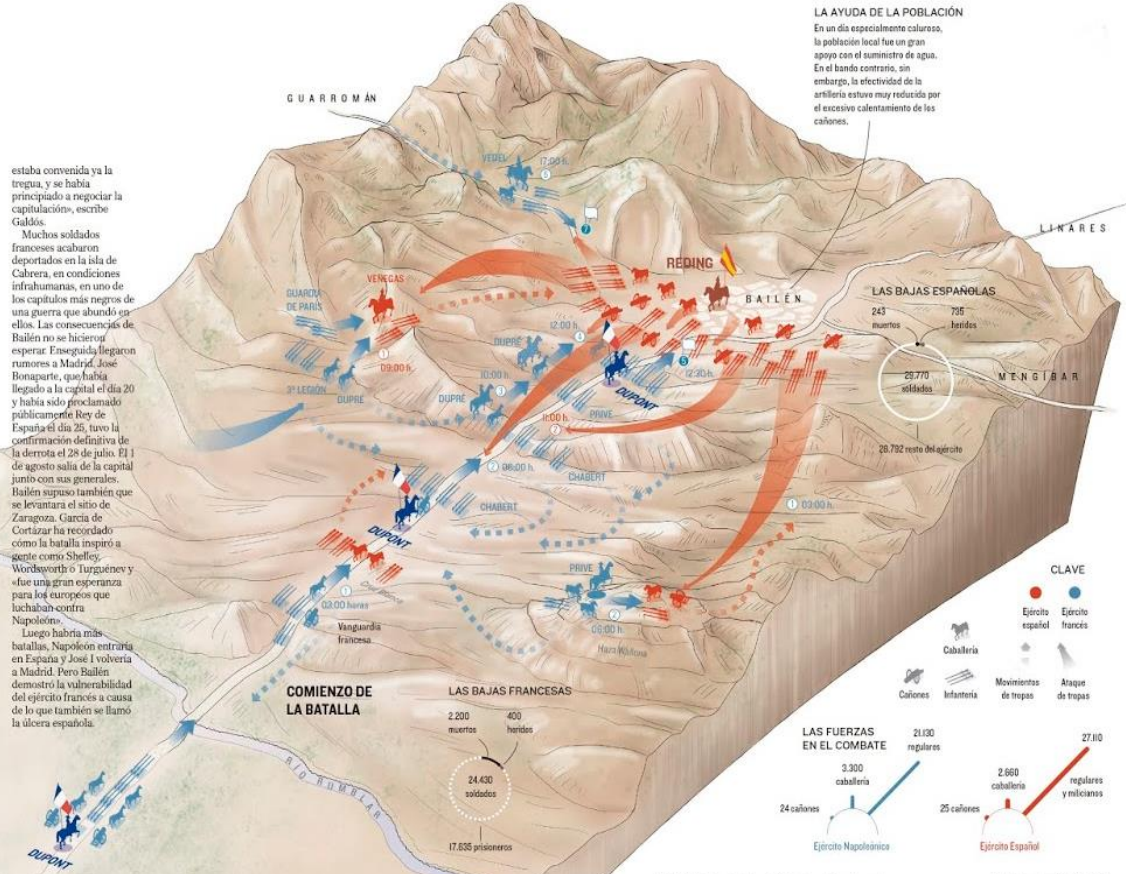 LA AYUDA DE LA POBLACIÓN
En un día especialmente caluroso,
la población local fue un gran
apoyo con el suministro de agua.
En el bando contrario, sin
embargo, la efectividad de la
artillería estuvo muy reducida por
el excesivo calentamiento de los
cañones.
GUARROMÁN
estaba convenida ya la
tregua, y se había
principiado a negociar la
capitulación», escribe
Galdós.
Muchos soldados
franceses acabaron
deportados en la isla de
Cabrera, en condiciones
infrahumanas, en uno de
los capítulos más negros de
una guerra que abundó en
ellos. Las consecuencias de
Bailén no se hicieron
esperar. Enseguida llegaron
rumores a Madrid. José
Bonaparte, que había
llegado a la capital el día 20
y había sido proclamado
públicamente Rey de
España el día 25, tuvo la
confirmación definitiva de
la derrota el 28 de julio. El 1
de agosto salía de la capital
junto con sus generales.
Bailén supuso también que
se levantara el sitio de
Zaragoza. García de
Cortázar ha recordado
cómo la batalla inspiró a
gente como Shelley,
Wordsworth o Turguénev y
«fue una gran esperanza
para los europeos que
luchaban contra
Napoleón».
Luego habría más
batallas, Napoleón entraría
en España y José I volvería
a Madrid. Pero Bailén
demostró la vulnerabilidad
del ejército francés a causa
de lo que también se llamó
la úlcera española.
VEDEL
17:00 h.
6
7
LINARES
REDING
BAILÉN
VENEGAS
1
09:00 h.
GUARDIA
DE PARÍS
3ª LEGIÓN
DUPRÉ
12:00 h.
4
DUPRÉ
10:00 h.
3
DUPRÉ
DUPONT
5
12:30 h.
PRIVE
11:00 h.
2
2 06:00 h.
CHABERT
CHABERT
DUPONT
LAS BAJAS ESPAÑOLAS
243
muertos
735
heridos
29.770
soldados
28.792 resto del ejército
MENGÍBAR
1 03:00 h.
1
03:00 horas
Vanguardia
francesa
PRIVE
2
06:00 h.
Haza Walona
COMIENZO DE
LA BATALLA
LAS BAJAS FRANCESAS
2.200
muertos
400
heridos
24.430
soldados
17.635 prisioneros
RÍO RUMBLAR
DUPONT
CLAVE
Ejército
español
Ejército
francés
Caballería
Cañones
Infantería
Movimientos
de tropas
Ataque
de tropas
LAS FUERZAS
EN EL COMBATE
21.130
regulares
3.300
caballería
24 cañones
Ejército Napoleónico
27.110
regulares
y milicianos
2.660
caballería
25 cañones
Ejército Español